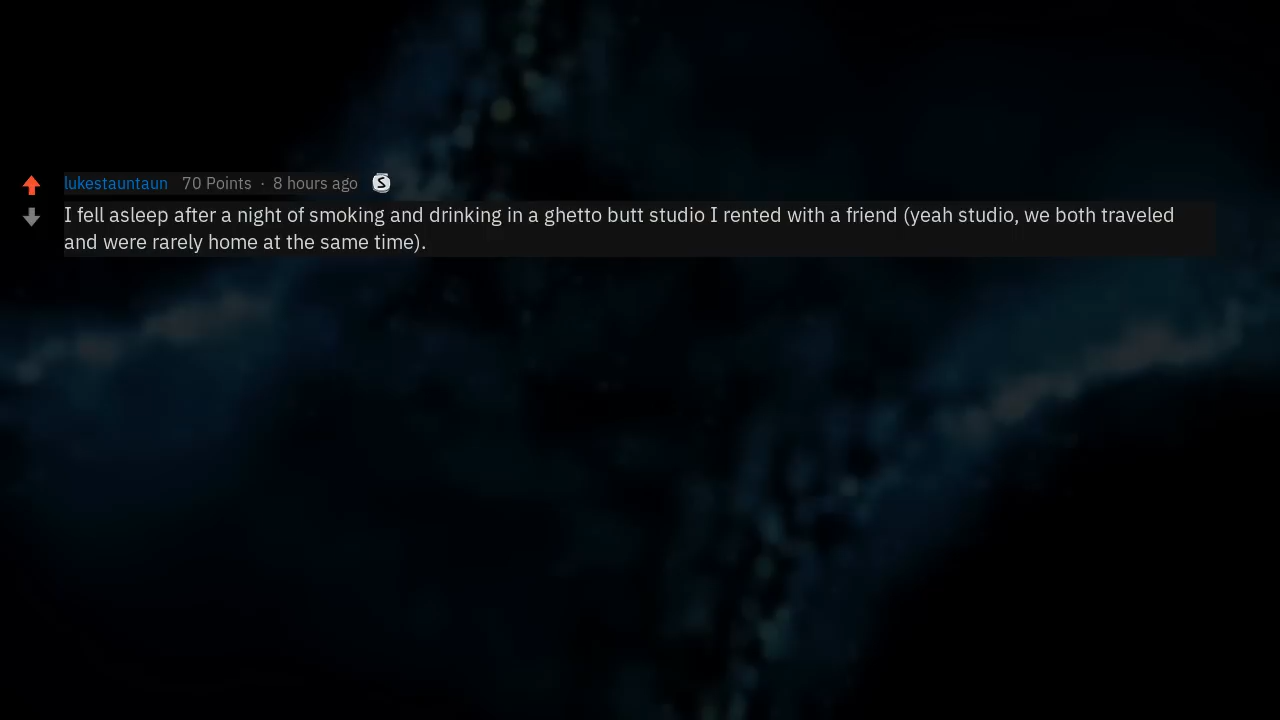 lukestauntaun 70 Points · 8 hours ago
I fell asleep after a night of smoking and drinking in a ghetto butt studio I rented with a friend (yeah studio, we both traveled
and were rarely home at the same time).